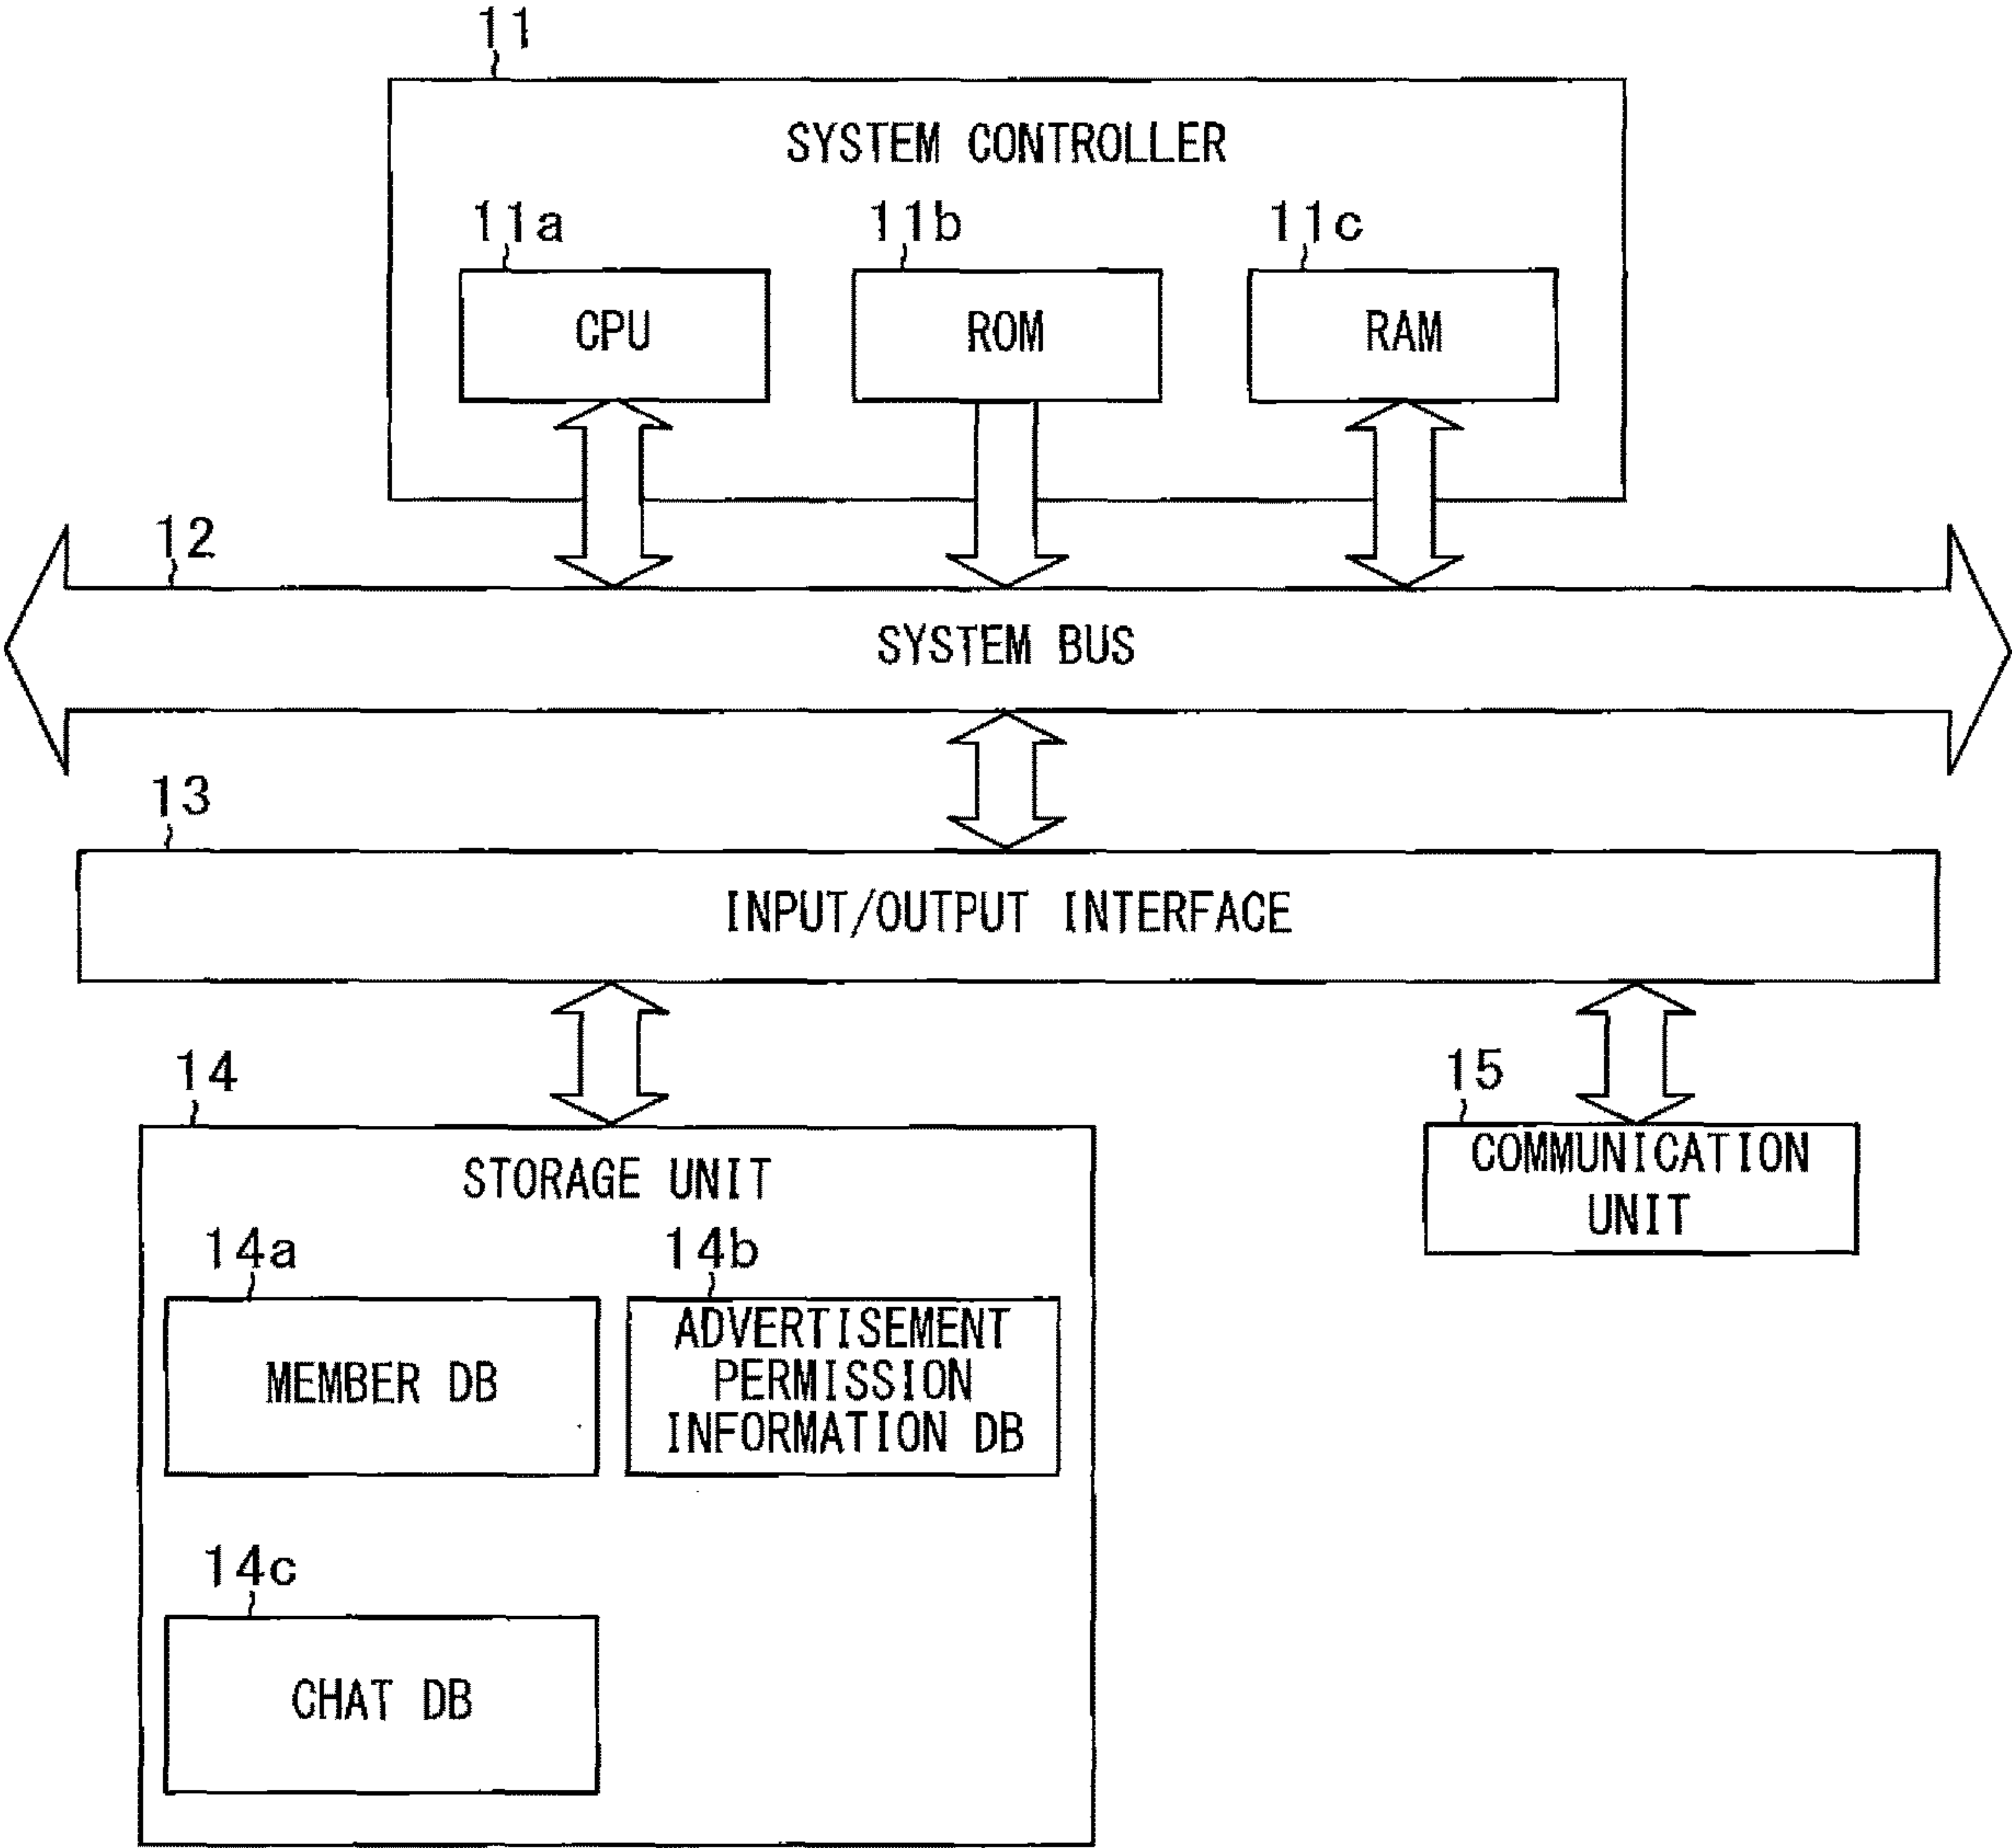 11
SYSTEM CONTROLLER
11a
11b
11c
CPU
ROM
RAM
12
SYSTEM BUS
13
INPUT/OUTPUT INTERFACE
14
STORAGE UNIT
14a
14b
MEMBER DB
ADVERTISEMENT
PERMISSION
INFORMATION DB
14c
CHAT DB
15
COMMUNICATION
UNIT